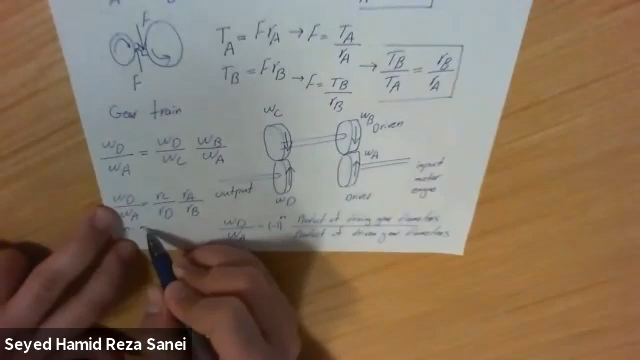 F
F
T_A = F r_A → F = T_A / r_A
T_B = F r_B → F = T_B / r_B
→ T_B / T_A = r_B / r_A
Gear train
ω_C
ω_B
Driven
ω_D / ω_A = ω_D / ω_C ω_B / ω_A
ω_A
input
motor
engine
output
ω_D
Driver
ω_D / ω_A = r_C / r_D r_A / r_B
ω_D / ω_A = (-1)^n Product of driving gear diameters / Product of driven gear diameters
Seyed Hamid Reza Sanei